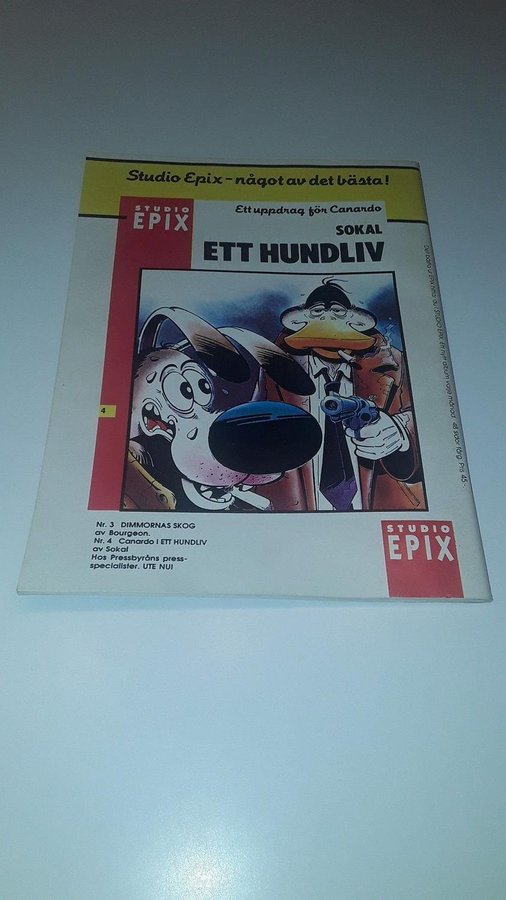 Studio Epix – något av det bästa!
STUDIO
EPIX
Ett uppdrag för Canardo
SOKAL
ETT HUNDLIV
4
Nr. 3 DIMMORNAS SKOG
av Bourgeon.
Nr. 4 Canardo i ETT HUNDLIV
av Sokal
Hos Pressbyråns press-
specialister. UTE NU!
STUDIO
EPIX